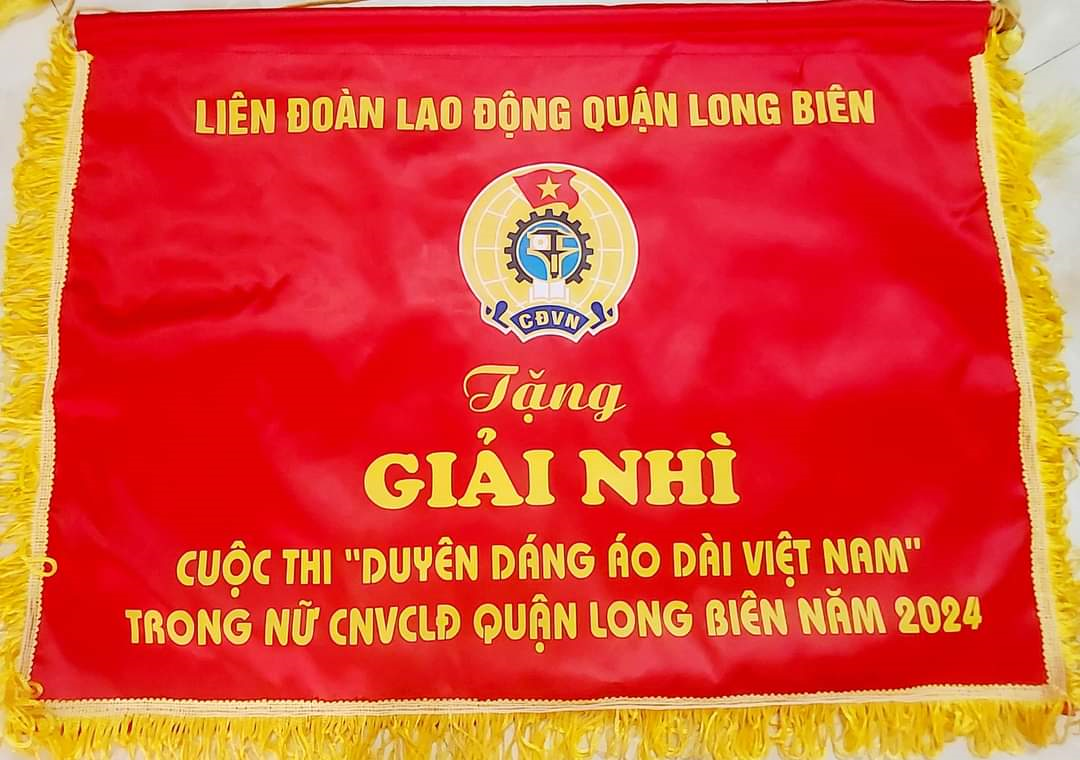 LIÊN ĐOÀN LAO ĐỘNG QUẬN LONG BIÊN
CĐVN
Tặng
GIẢI NHÌ
CUỘC THI "DUYÊN DÁNG ÁO DÀI VIỆT NAM"
TRONG NỮ CNVCLĐ QUẬN LONG BIÊN NĂM 2024